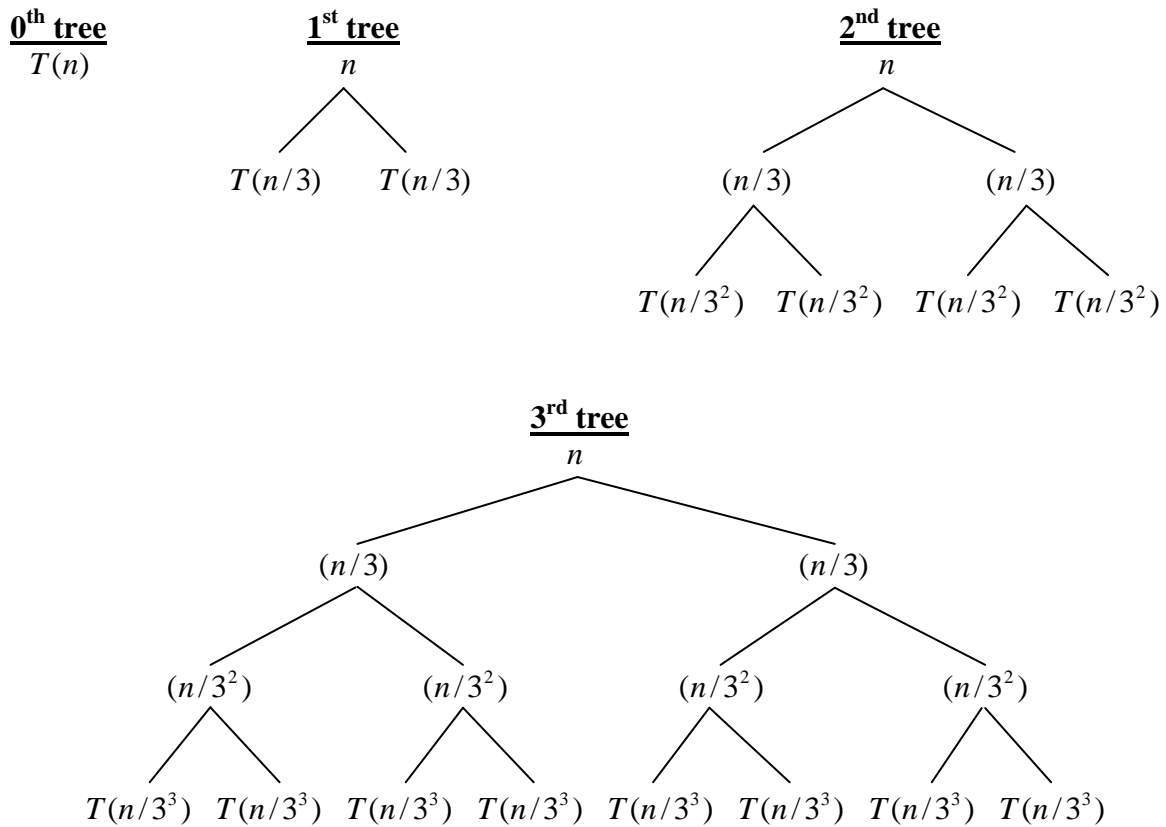 0th tree 1st tree 2nd tree
T(n) n n
T(n/3) T(n/3) (n/3) (n/3)
T(n/3²) T(n/3²) T(n/3²) T(n/3²)
3rd tree
n
(n/3) (n/3)
(n/3²) (n/3²) (n/3²) (n/3²)
T(n/3³) T(n/3³) T(n/3³) T(n/3³) T(n/3³) T(n/3³) T(n/3³) T(n/3³)